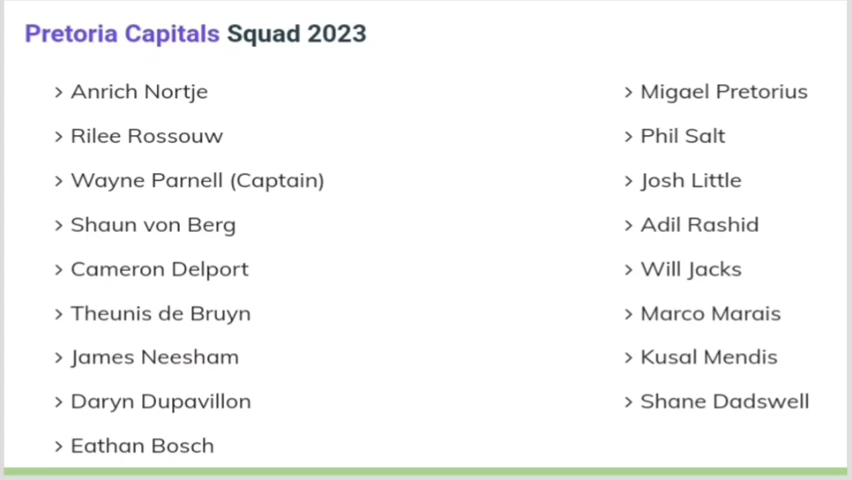 Pretoria Capitals Squad 2023
> Anrich Nortje
> Rilee Rossouw
> Wayne Parnell (Captain)
> Shaun von Berg
> Cameron Delport
> Theunis de Bruyn
> James Neesham
> Daryn Dupavillon
> Eathan Bosch
> Migael Pretorius
> Phil Salt
> Josh Little
> Adil Rashid
> Will Jacks
> Marco Marais
> Kusal Mendis
> Shane Dadswell